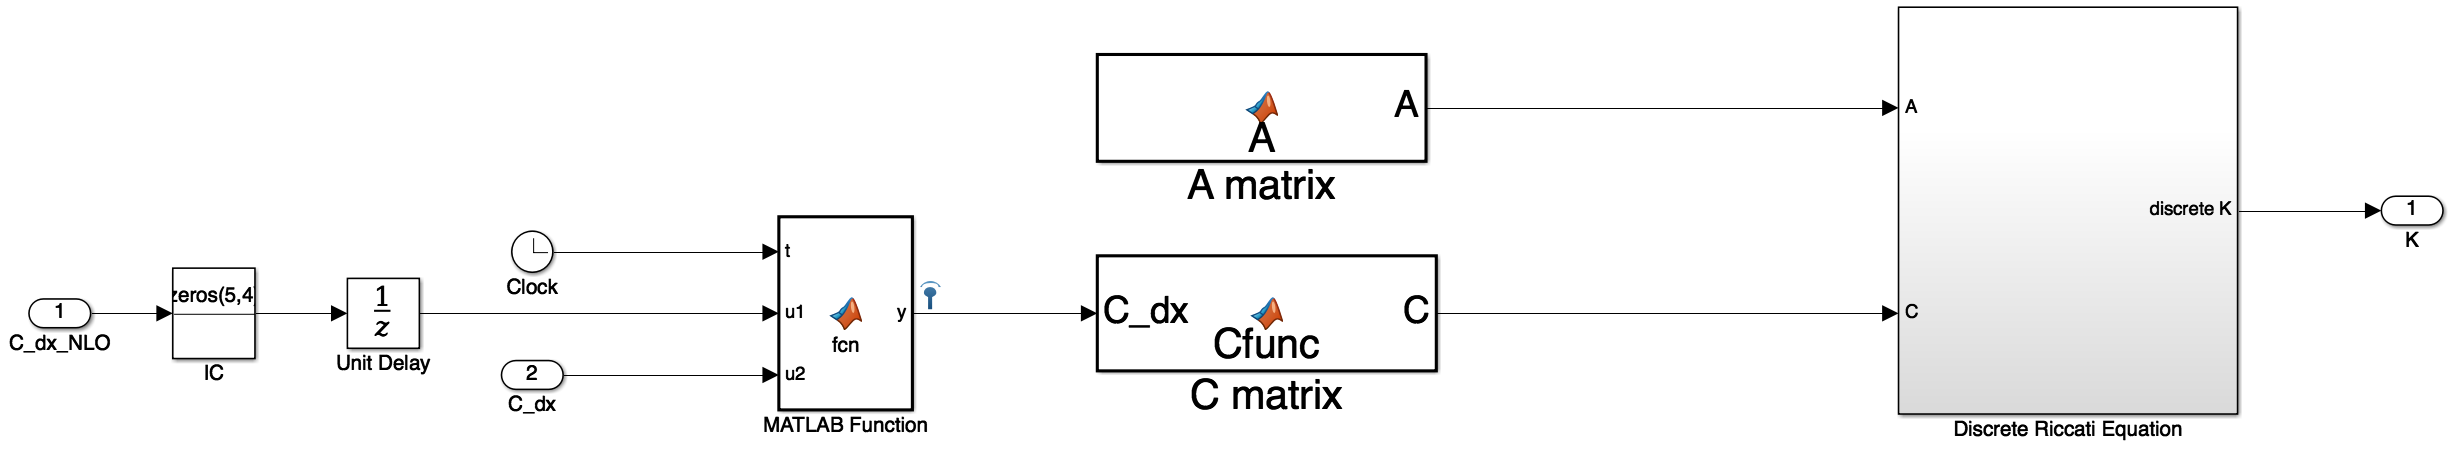 1
C_dx_NLO
zeros(5,4)
IC
1
z
Unit Delay
Clock
2
C_dx
t
u1
u2
y
fcn
MATLAB Function
A
A
A matrix
C_dx
C
Cfunc
C matrix
A
C
discrete K
Discrete Riccati Equation
1
K